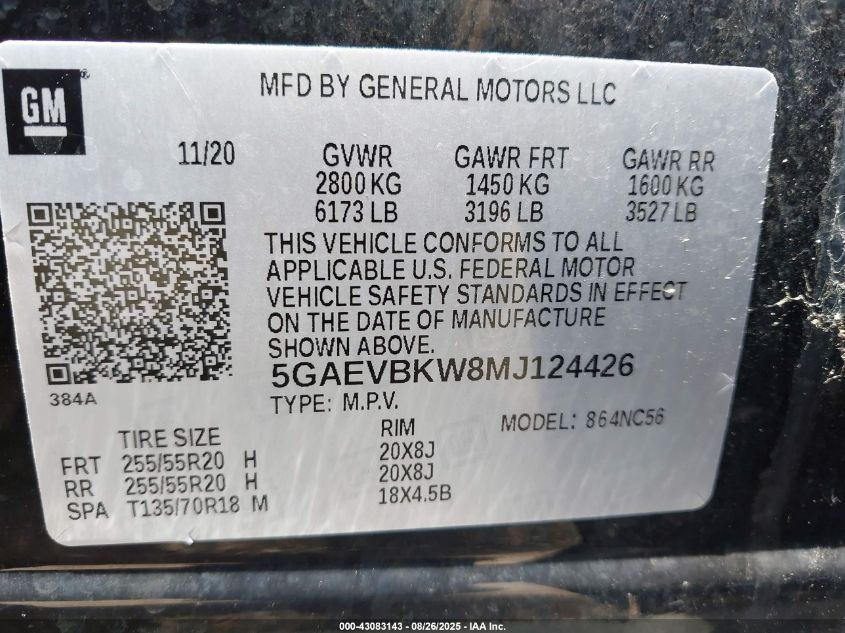 GM ®
MFD BY GENERAL MOTORS LLC
11/20 GVWR GAWR FRT GAWR RR
2800 KG 1450 KG 1600 KG
6173 LB 3196 LB 3527 LB
THIS VEHICLE CONFORMS TO ALL
APPLICABLE U.S. FEDERAL MOTOR
VEHICLE SAFETY STANDARDS IN EFFECT
ON THE DATE OF MANUFACTURE
SHOWN ABOVE.
5GAEVBKW8MJ124426
384A
TYPE: M.P.V.
MODEL: 864NC56
TIRE SIZE RIM
FRT 255/55R20 H 20X8J
RR 255/55R20 H 20X8J
SPA T135/70R18 M 18X4.5B
000-43083143 - 08/26/2025 - IAA Inc.